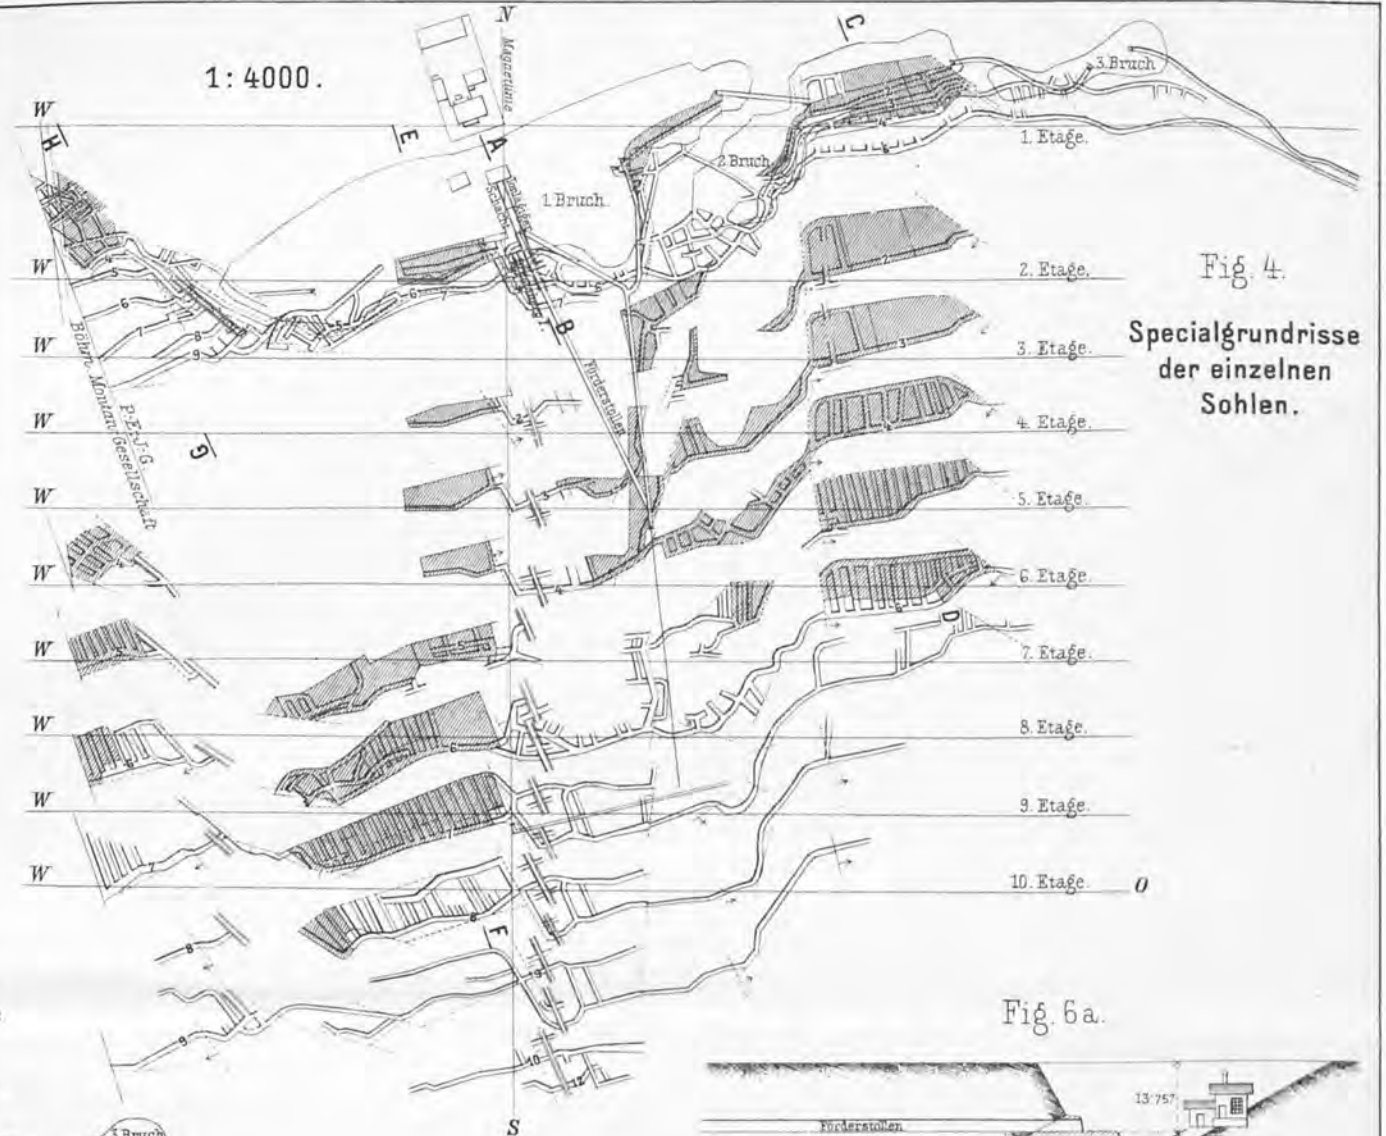 N
C
1: 4000.
Magnetlinie
3. Bruch
W
H
E
A
1. Etage.
2. Bruch
1. Bruch.
Schacht
W
2. Etage.
Fig. 4.
Specialgrundrisse
der einzelnen
Sohlen.
B
W
3. Etage.
Förderstollen
Böhm. Montan Gesellschaft
P.-E.-J.-G.
W
4. Etage.
G
W
5. Etage.
W
6. Etage.
D
W
7. Etage.
W
8. Etage.
W
9. Etage.
W
10. Etage.
O
F
Fig. 6a.
13·757
Förderstollen
3. Bruch
S